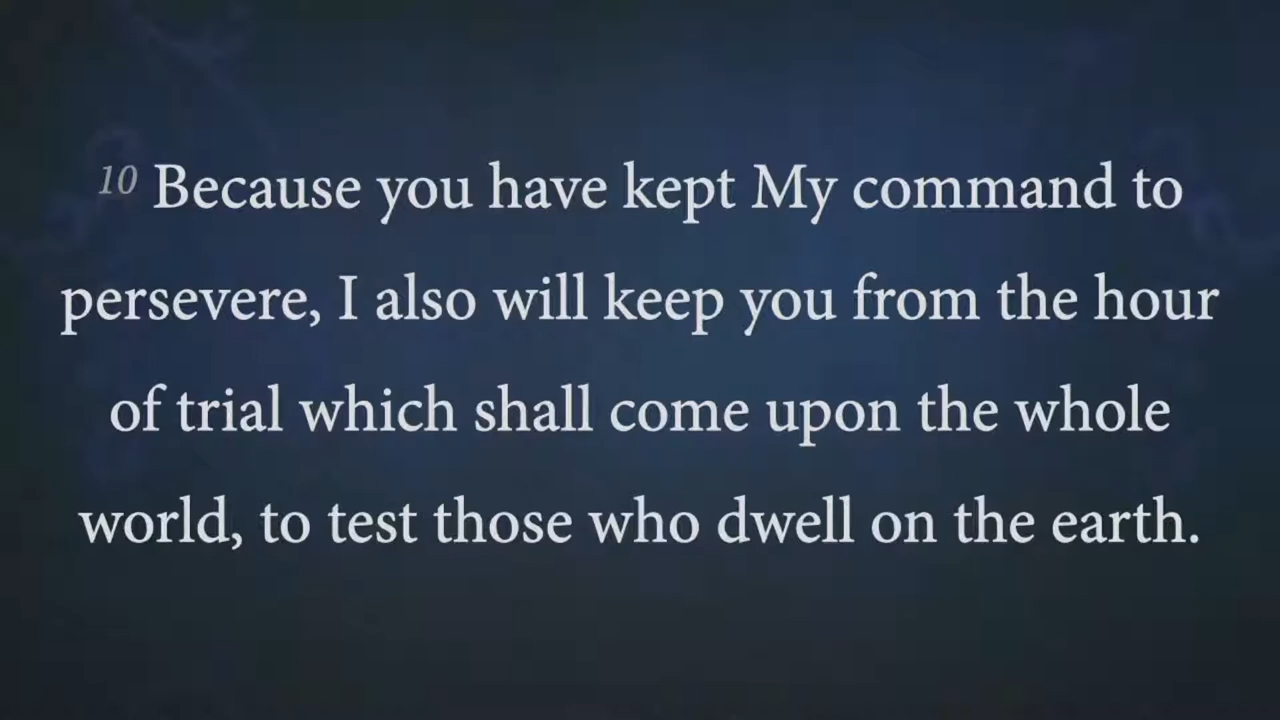 10 Because you have kept My command to
persevere, I also will keep you from the hour
of trial which shall come upon the whole
world, to test those who dwell on the earth.